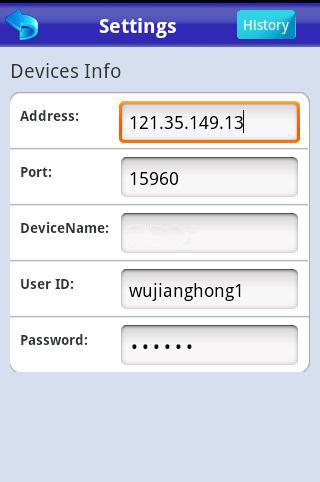 Settings
History
Devices Info
Address: 121.35.149.13
Port: 15960
DeviceName:
User ID: wujianghong1
Password: ••••••